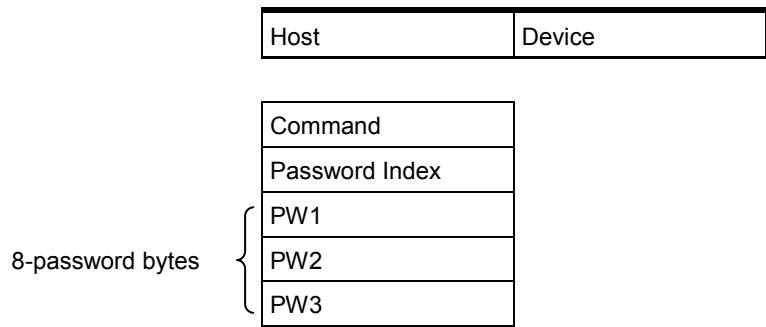 Host Device
Command
Password Index
PW1
8-password bytes PW2
PW3